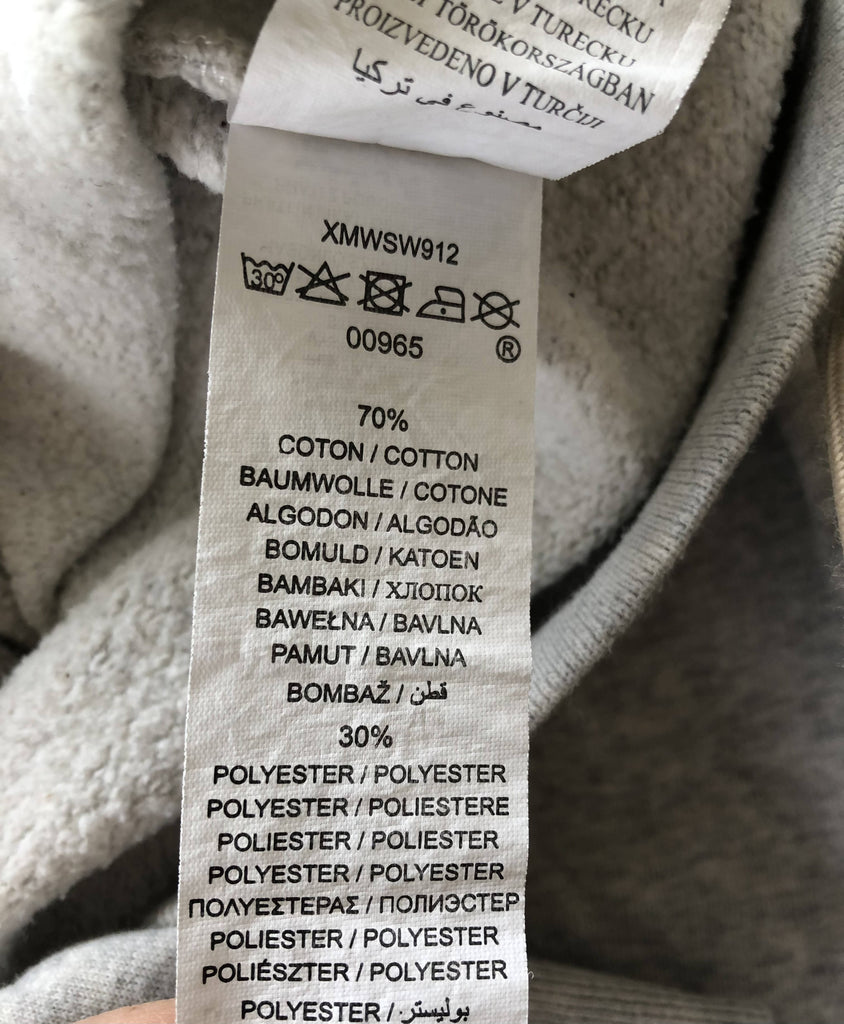 RECKU
V TURECKU
TÖRÖKORSZÁGBAN
PROIZVEDENO V TURČIJI
مصنوع في تركيا
XMWSW912
30°
00965
®
70%
COTON / COTTON
BAUMWOLLE / COTONE
ALGODON / ALGODÃO
BOMULD / KATOEN
BAMBAKI / ХЛОПОК
BAWEŁNA / BAVLNA
PAMUT / BAVLNA
BOMBAŽ / قطن
30%
POLYESTER / POLYESTER
POLYESTER / POLIESTERE
POLIESTER / POLIESTER
POLYESTER / POLYESTER
ΠΟΛΥΕΣΤΕΡΑΣ / ПОЛИЭСТЕР
POLIESTER / POLYESTER
POLIÉSZTER / POLYESTER
POLYESTER / بوليستر